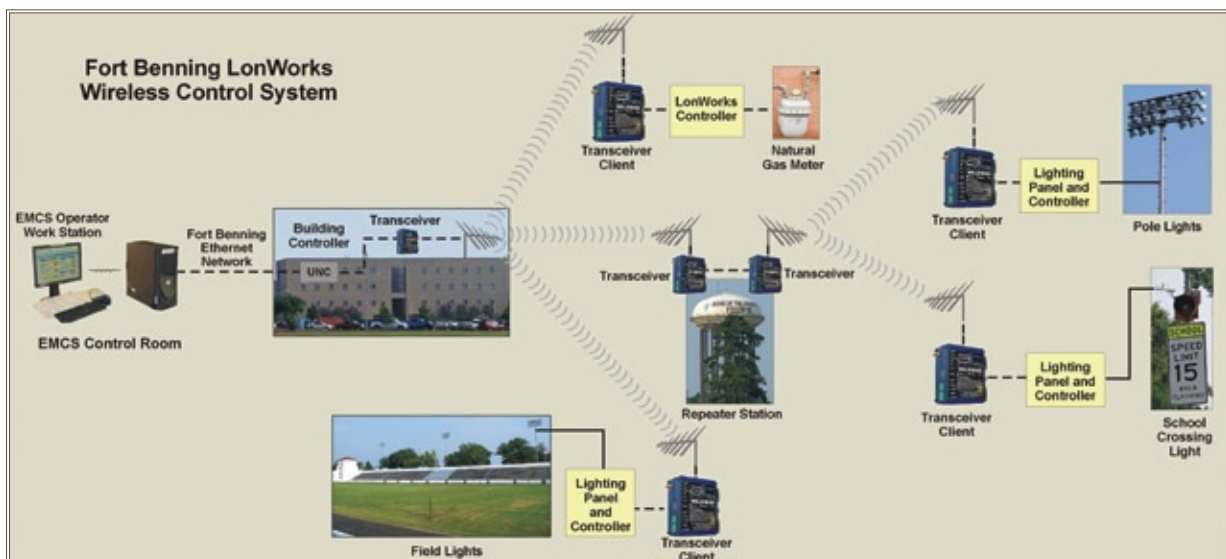 Fort Benning LonWorks
Wireless Control System
LonWorks
Controller
Transceiver
Client
Natural
Gas Meter
Lighting
Panel and
Controller
Transceiver
Client
Pole Lights
EMCS Operator
Work Station
Fort Benning
Ethernet
Network
Building
Controller
Transceiver
UNC
EMCS Control Room
Transceiver
Transceiver
Repeater Station
Lighting
Panel and
Controller
Transceiver
Client
SCHOOL
SPEED
LIMIT
15
WHEN
FLASHING
School
Crossing
Light
Lighting
Panel
and
Controller
Transceiver
Client
Field Lights